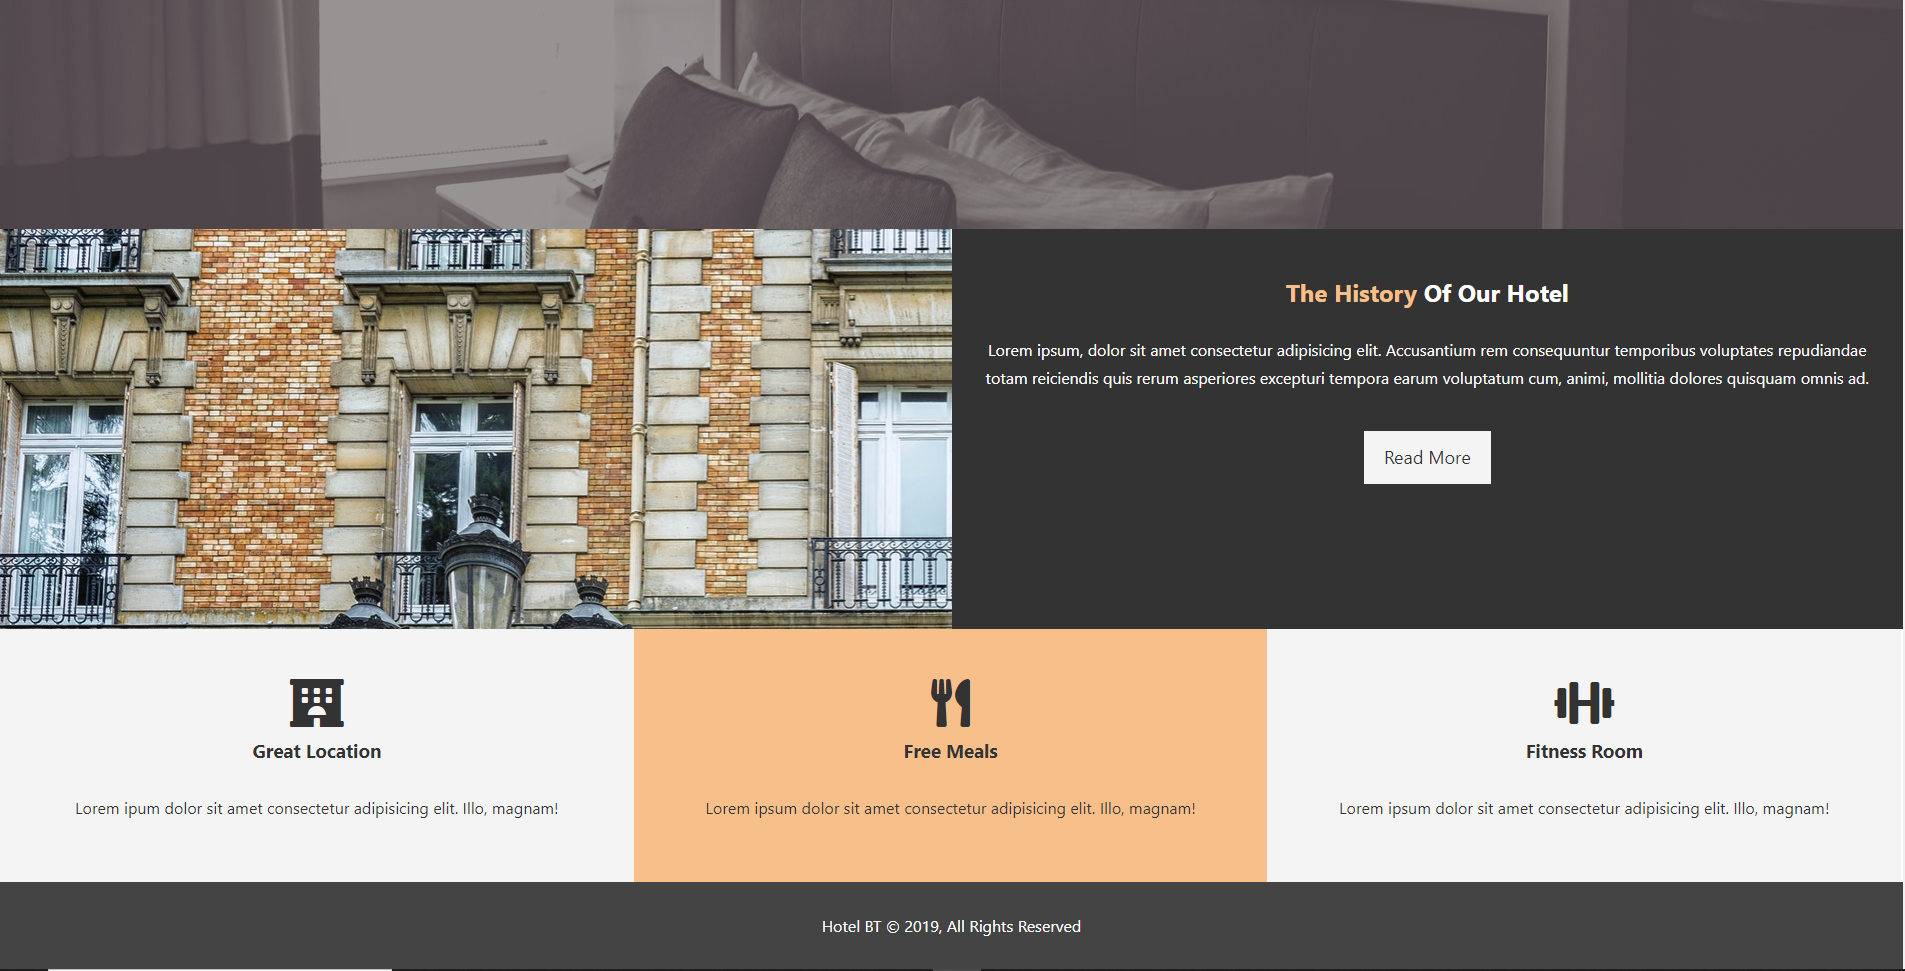 The History Of Our Hotel
Lorem ipsum, dolor sit amet consectetur adipisicing elit. Accusantium rem consequuntur temporibus voluptates repudiandae
totam reiciendis quis rerum asperiores excepturi tempora earum voluptatum cum, animi, mollitia dolores quisquam omnis ad.
Read More
Great Location
Lorem ipum dolor sit amet consectetur adipisicing elit. Illo, magnam!
Free Meals
Lorem ipsum dolor sit amet consectetur adipisicing elit. Illo, magnam!
Fitness Room
Lorem ipsum dolor sit amet consectetur adipisicing elit. Illo, magnam!
Hotel BT © 2019, All Rights Reserved